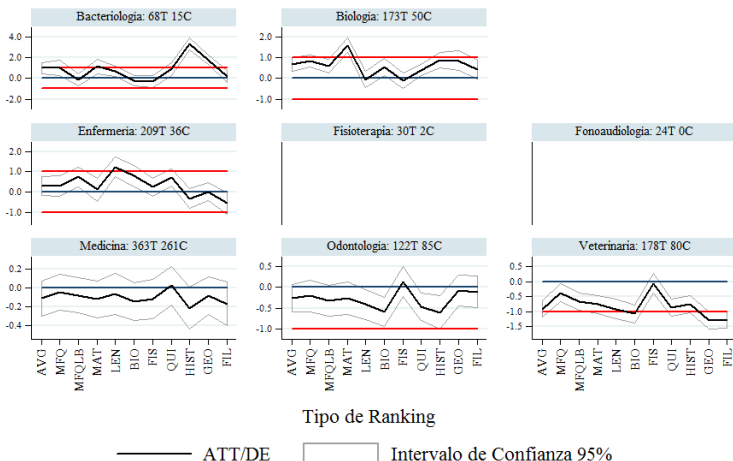 Bacteriologia: 68T 15C
Biologia: 173T 50C
4.0
2.0
1.0
0.0
-2.0
2.0
1.0
0.0
-1.0
Enfermeria: 209T 36C
Fisioterapia: 30T 2C
Fonoaudiologia: 24T 0C
2.0
1.0
0.0
-1.0
Medicina: 363T 261C
Odontologia: 122T 85C
Veterinaria: 178T 80C
0.2
0.0
-0.2
-0.4
0.5
0.0
-0.5
-1.0
0.5
0.0
-0.5
-1.0
-1.5
AVG MFQ MFQLB MAT LEN BIO FIS QUI HIST GEO FIL
AVG MFQ MFQLB MAT LEN BIO FIS QUI HIST GEO FIL
AVG MFQ MFQLB MAT LEN BIO FIS QUI HIST GEO FIL
Tipo de Ranking
ATT/DE Intervalo de Confianza 95%